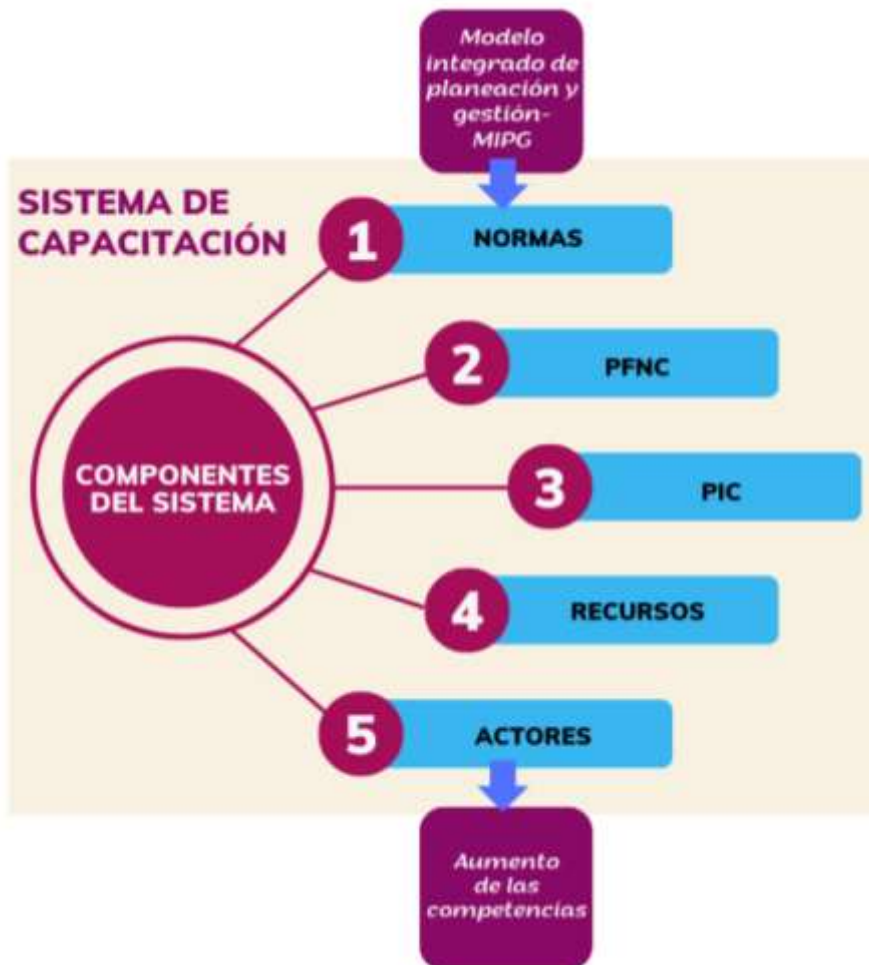 Modelo
integrado de
planeación y
gestión-
MIPG
SISTEMA DE
CAPACITACIÓN
1
NORMAS
2
PFNC
3
PIC
COMPONENTES
DEL SISTEMA
4
RECURSOS
5
ACTORES
Aumento
de las
competencias